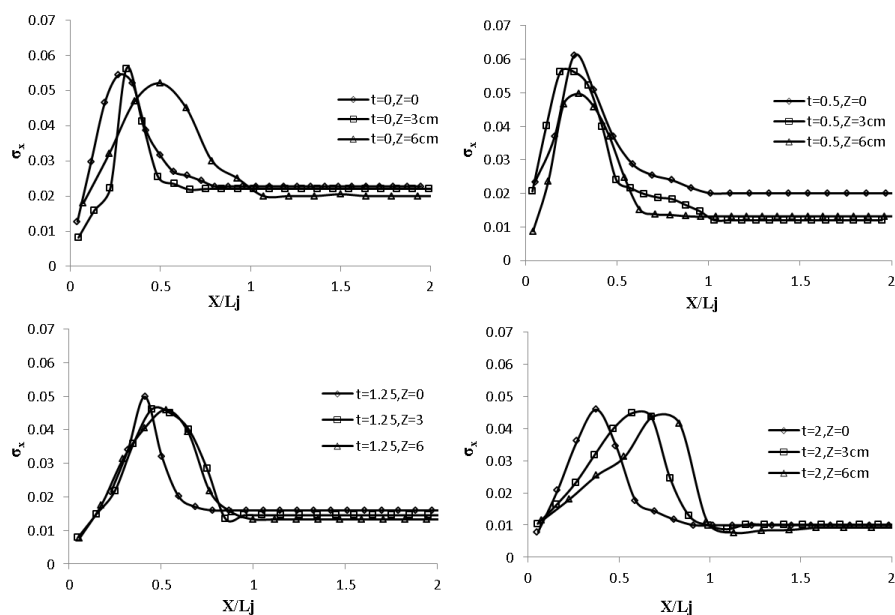 0.07
0.06
0.05
0.04
0.03
0.02
0.01
0
σx
0 0.5 1 1.5 2
X/Lj
t=0,Z=0
t=0,Z=3cm
t=0,Z=6cm
0.07
0.06
0.05
0.04
0.03
0.02
0.01
0
σx
0 0.5 1 1.5 2
X/Lj
t=0.5,Z=0
t=0.5,Z=3cm
t=0.5,Z=6cm
0.07
0.06
0.05
0.04
0.03
0.02
0.01
0
σx
0 0.5 1 1.5 2
X/Lj
t=1.25,Z=0
t=1.25,Z=3
t=1.25,Z=6
0.07
0.06
0.05
0.04
0.03
0.02
0.01
0
σx
0 0.5 1 1.5 2
X/Lj
t=2,Z=0
t=2,Z=3cm
t=2,Z=6cm